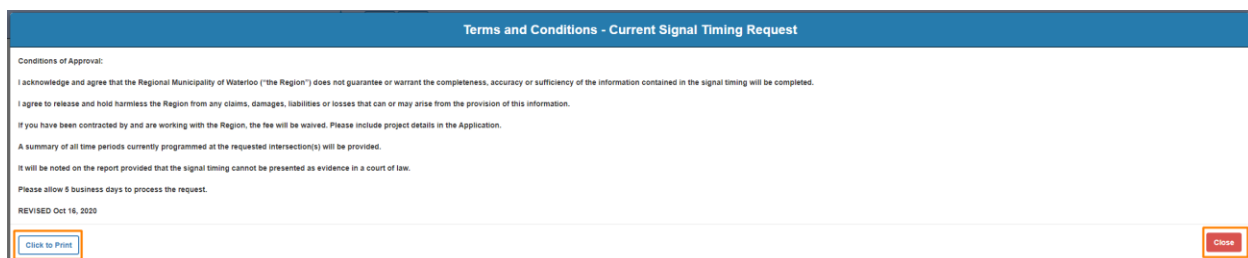 Terms and Conditions - Current Signal Timing Request
Conditions of Approval:
I acknowledge and agree that the Regional Municipality of Waterloo ("the Region") does not guarantee or warrant the completeness, accuracy or sufficiency of the information contained in the signal timing will be completed.
I agree to release and hold harmless the Region from any claims, damages, liabilities or losses that can or may arise from the provision of this information.
If you have been contracted by and are working with the Region, the fee will be waived. Please include project details in the Application.
A summary of all time periods currently programmed at the requested intersection(s) will be provided.
It will be noted on the report provided that the signal timing cannot be presented as evidence in a court of law.
Please allow 5 business days to process the request.
REVISED Oct 16, 2020
Click to Print
Close